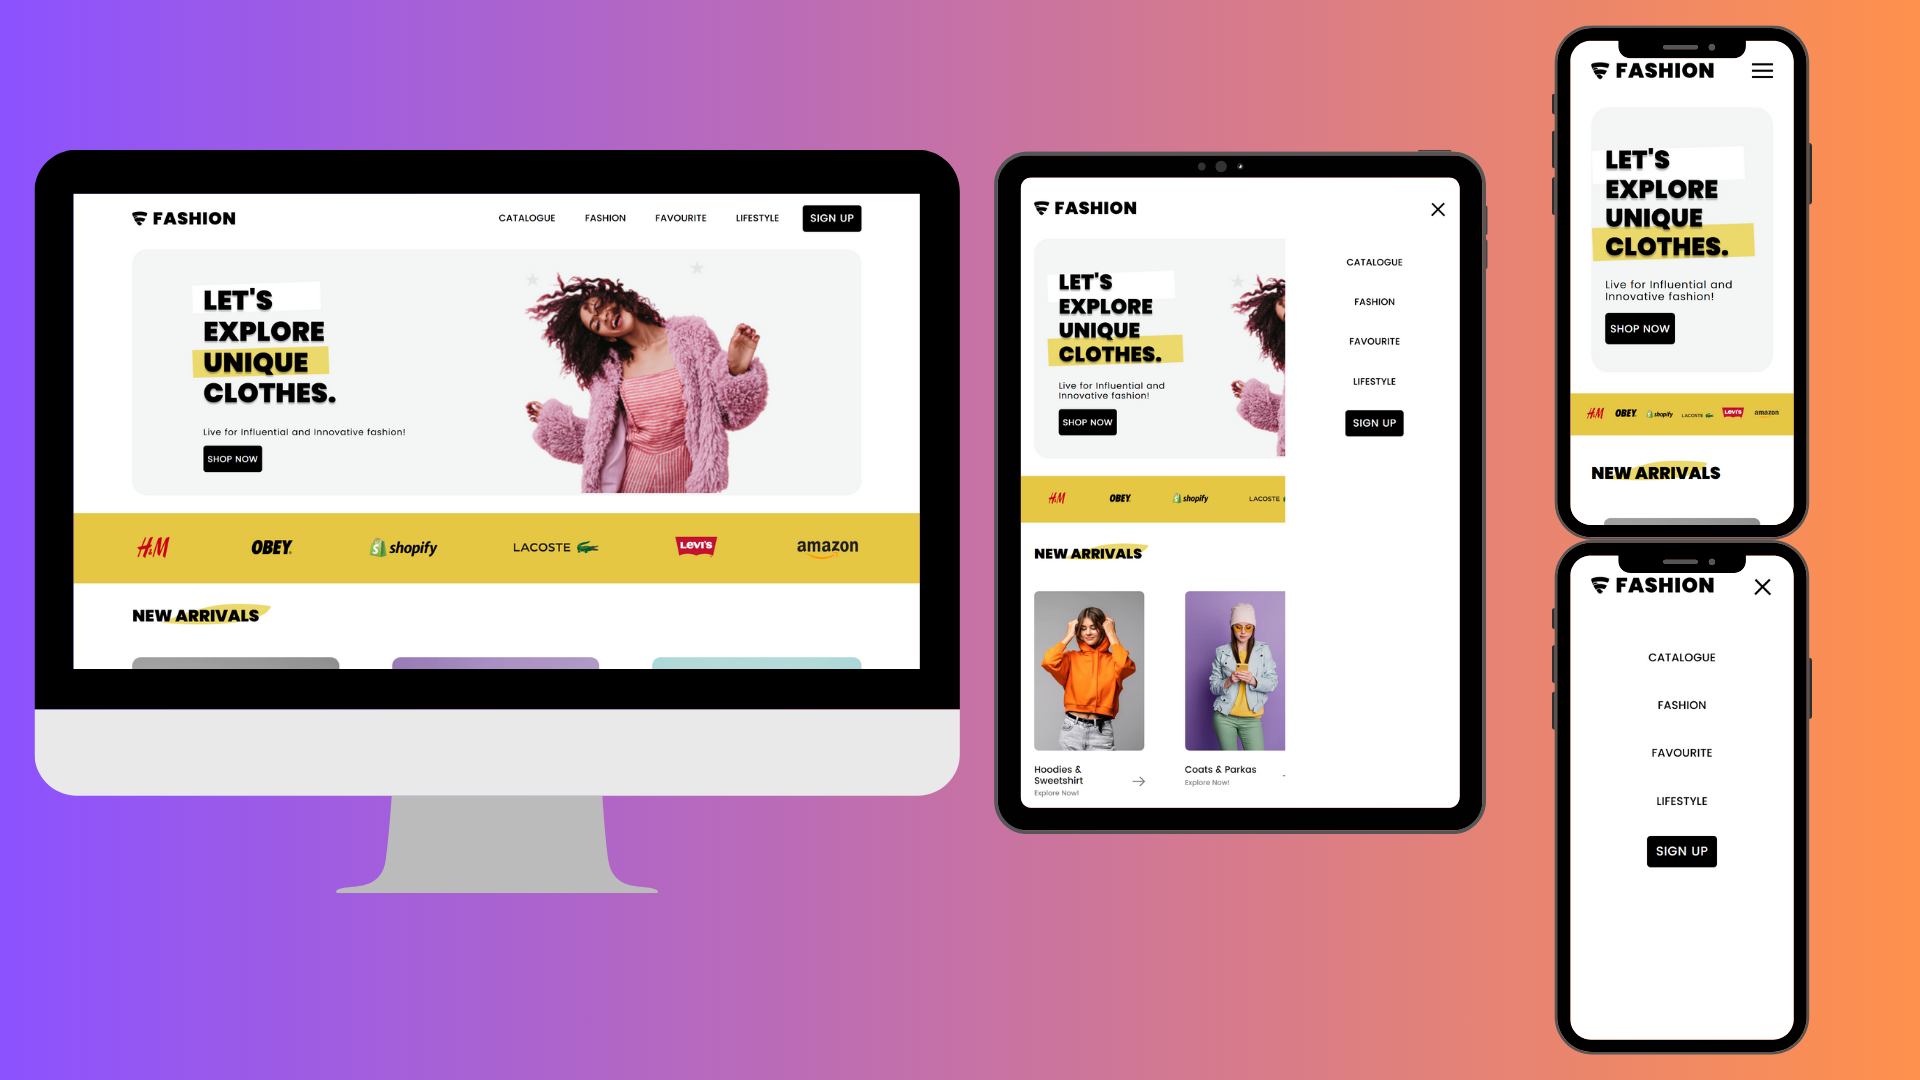 FASHION
CATALOGUE FASHION FAVOURITE LIFESTYLE SIGN UP
LET'S
EXPLORE
UNIQUE
CLOTHES.
Live for Influential and Innovative fashion!
SHOP NOW
H&M OBEY shopify LACOSTE LEVI'S amazon
NEW ARRIVALS
FASHION
LET'S
EXPLORE
UNIQUE
CLOTHES.
Live for Influential and
Innovative fashion!
SHOP NOW
CATALOGUE
FASHION
FAVOURITE
LIFESTYLE
SIGN UP
H&M OBEY shopify LACOSTE
NEW ARRIVALS
Hoodies &
Sweetshirt
Explore Now!
Coats & Parkas
Explore Now!
FASHION
LET'S
EXPLORE
UNIQUE
CLOTHES.
Live for Influential and
Innovative fashion!
SHOP NOW
H&M OBEY shopify LACOSTE LEVI'S amazon
NEW ARRIVALS
FASHION
CATALOGUE
FASHION
FAVOURITE
LIFESTYLE
SIGN UP